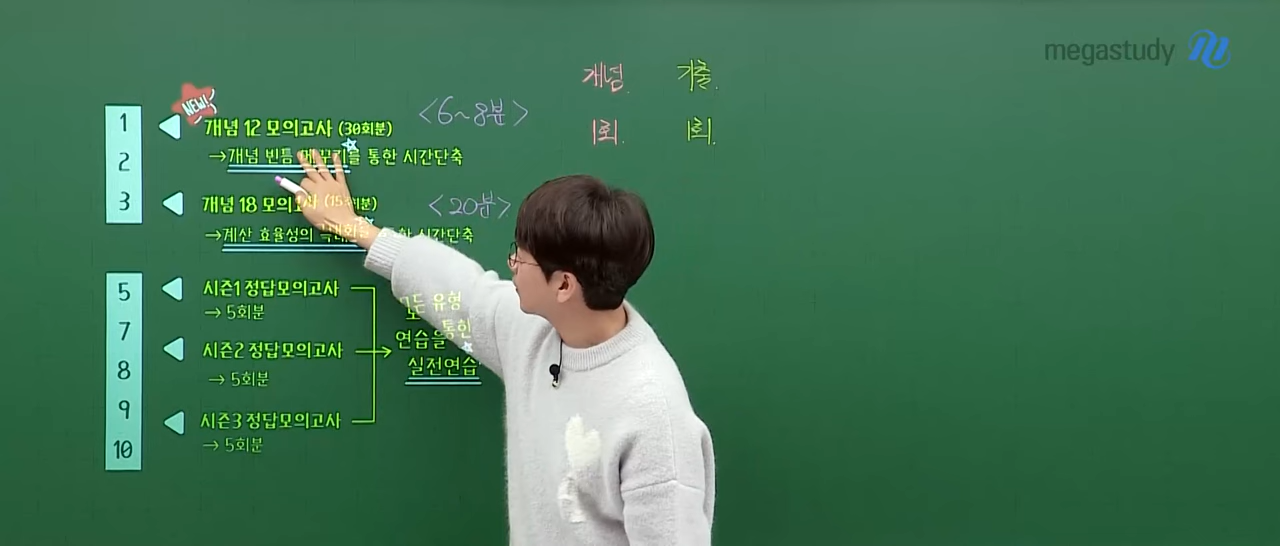 megastudy
개념. 기출.
1회. 1회.
NEW!
1
2
3
개념 12 모의고사 (30회분)
<6~8분>
→개념 빈틈 메꾸기를 통한 시간단축
개념 18 모의고사 (15회분)
<20분>
→계산 효율성의 극대화를 통한 시간단축
5
7
8
9
10
시즌1 정답모의고사
→ 5회분
시즌2 정답모의고사
→ 5회분
시즌3 정답모의고사
→ 5회분
모든 유형
연습을 통한
실전연습